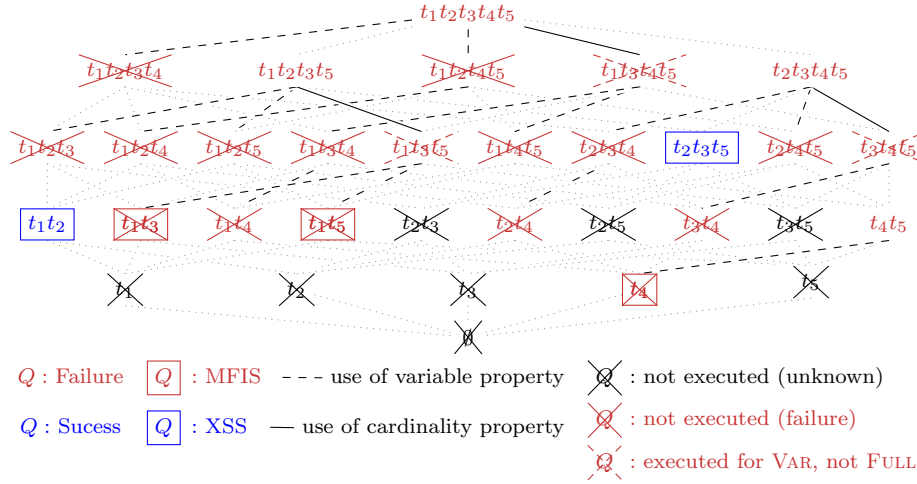 t₁t₂t₃t₄t₅
t₁t₂t₃t₄ t₁t₂t₃t₅ t₁t₂t₄t₅ t₁t₃t₄t₅ t₂t₃t₄t₅
t₁t₂t₃ t₁t₂t₄ t₁t₂t₅ t₁t₃t₄ t₁t₃t₅ t₁t₄t₅ t₂t₃t₄ t₂t₃t₅ t₂t₄t₅ t₃t₄t₅
t₁t₂ t₁t₃ t₁t₄ t₁t₅ t₂t₃ t₂t₄ t₂t₅ t₃t₄ t₃t₅ t₄t₅
t₁ t₂ t₃ t₄ t₅
∅
Q : Failure Q : MFIS use of variable property Q : not executed (unknown)
Q : Sucess Q : XSS use of cardinality property Q : not executed (failure)
Q : executed for VAR, not FULL